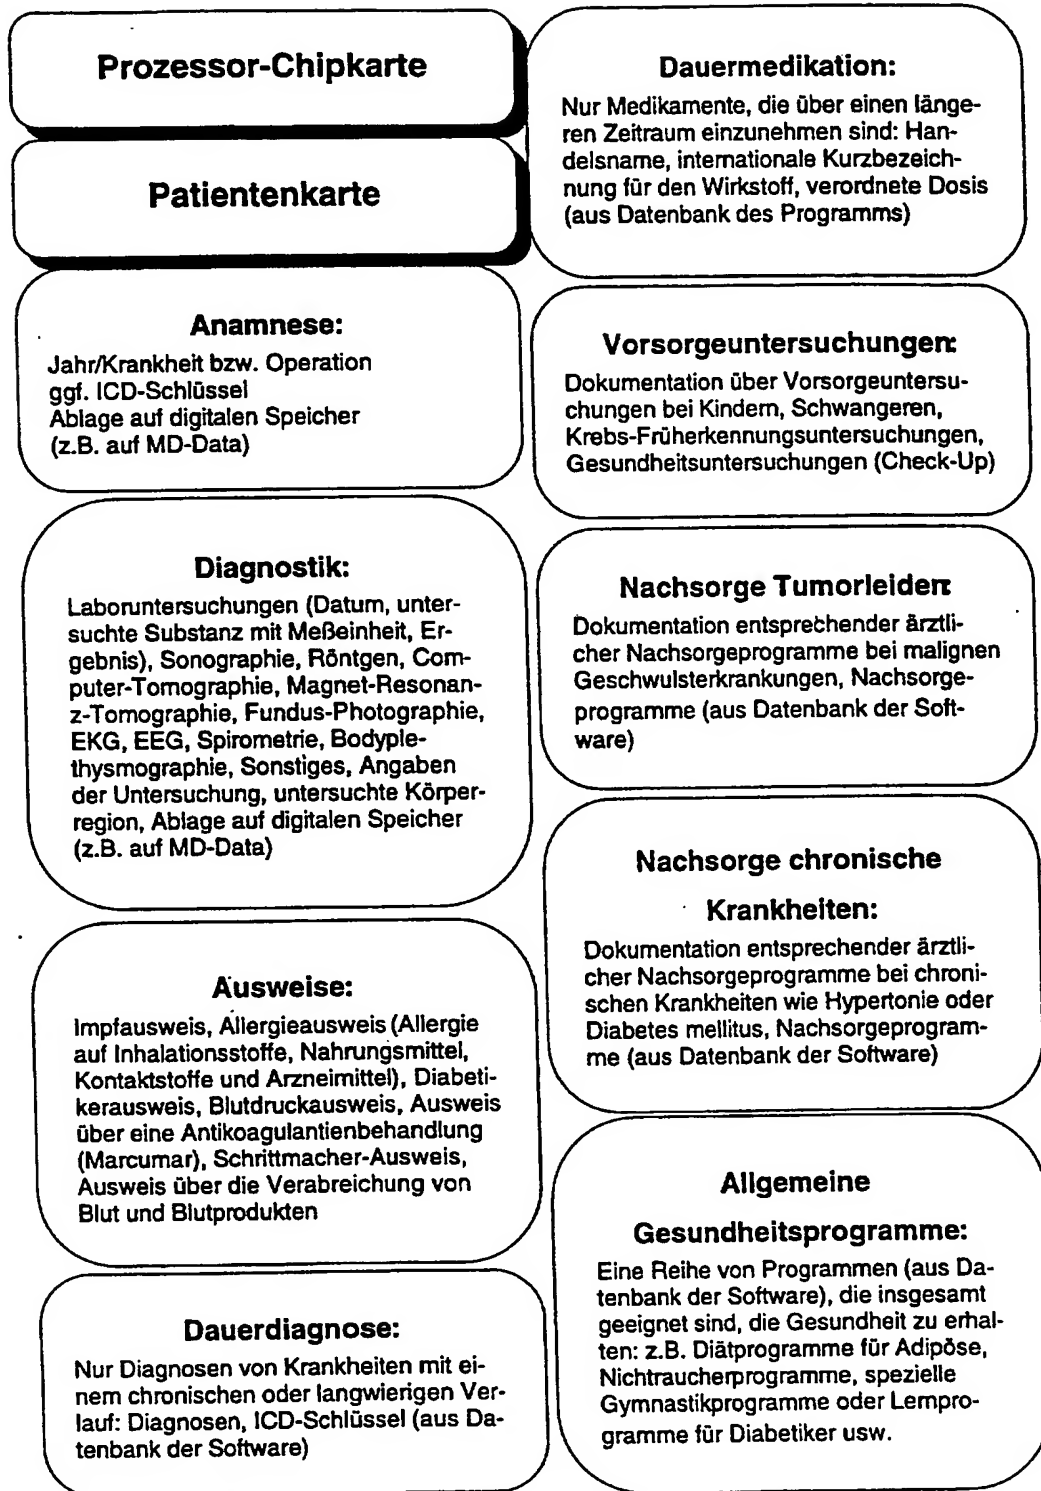 Prozessor-Chipkarte
Patientenkarte
Anamnese:
Jahr/Krankheit bzw. Operation
ggf. ICD-Schlüssel
Ablage auf digitalen Speicher
(z.B. auf MD-Data)
Diagnostik:
Laboruntersuchungen (Datum, unter-
suchte Substanz mit Meßeinheit, Er-
gebnis), Sonographie, Röntgen, Com-
puter-Tomographie, Magnet-Resonan-
z-Tomographie, Fundus-Photographie,
EKG, EEG, Spirometrie, Bodyple-
thysmographie, Sonstiges, Angaben
der Untersuchung, untersuchte Körper-
region, Ablage auf digitalen Speicher
(z.B. auf MD-Data)
Ausweise:
Impfausweis, Allergieausweis (Allergie
auf Inhalationsstoffe, Nahrungsmittel,
Kontaktstoffe und Arzneimittel), Diabeti-
kerausweis, Blutdruckausweis, Ausweis
über eine Antikoagulantienbehandlung
(Marcumar), Schrittmacher-Ausweis,
Ausweis über die Verabreichung von
Blut und Blutprodukten
Dauerdiagnose:
Nur Diagnosen von Krankheiten mit ei-
nem chronischen oder langwierigen Ver-
lauf: Diagnosen, ICD-Schlüssel (aus Da-
tenbank der Software)
Dauermedikation:
Nur Medikamente, die über einen länge-
ren Zeitraum einzunehmen sind: Han-
delsname, internationale Kurzbezeich-
nung für den Wirkstoff, verordnete Dosis
(aus Datenbank des Programms)
Vorsorgeuntersuchungen:
Dokumentation über Vorsorgeuntersu-
chungen bei Kindern, Schwangeren,
Krebs-Früherkennungsuntersuchungen,
Gesundheitsuntersuchungen (Check-Up)
Nachsorge Tumorleiden:
Dokumentation entsprechender ärztli-
cher Nachsorgeprogramme bei malignen
Geschwulsterkrankungen, Nachsorge-
programme (aus Datenbank der Soft-
ware)
Nachsorge chronische
Krankheiten:
Dokumentation entsprechender ärztli-
cher Nachsorgeprogramme bei chroni-
schen Krankheiten wie Hypertonie oder
Diabetes mellitus, Nachsorgeprogram-
me (aus Datenbank der Software)
Allgemeine
Gesundheitsprogramme:
Eine Reihe von Programmen (aus Da-
tenbank der Software), die insgesamt
geeignet sind, die Gesundheit zu erhal-
ten: z.B. Diätprogramme für Adipöse,
Nichtraucherprogramme, spezielle
Gymnastikprogramme oder Lernpro-
gramme für Diabetiker usw.